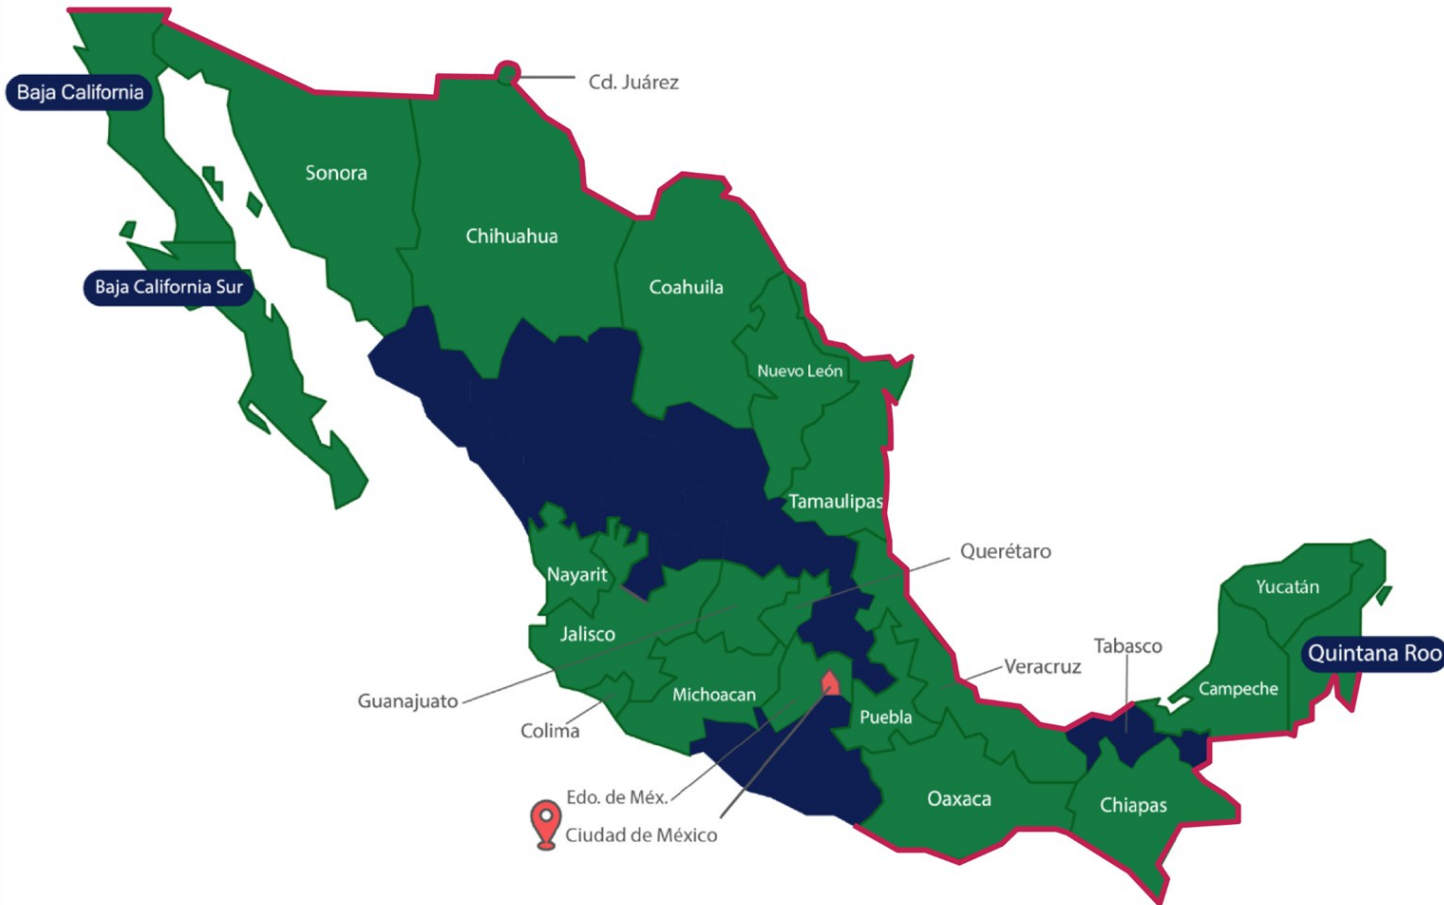 Cd. Juárez
Baja California
Sonora
Chihuahua
Baja California Sur
Coahuila
Nuevo León
Tamaulipas
Querétaro
Nayarit
Yucatán
Jalisco
Tabasco
Quintana Roo
Veracruz
Guanajuato
Michoacan
Campeche
Puebla
Colima
Edo. de Méx.
Oaxaca
Chiapas
Ciudad de México